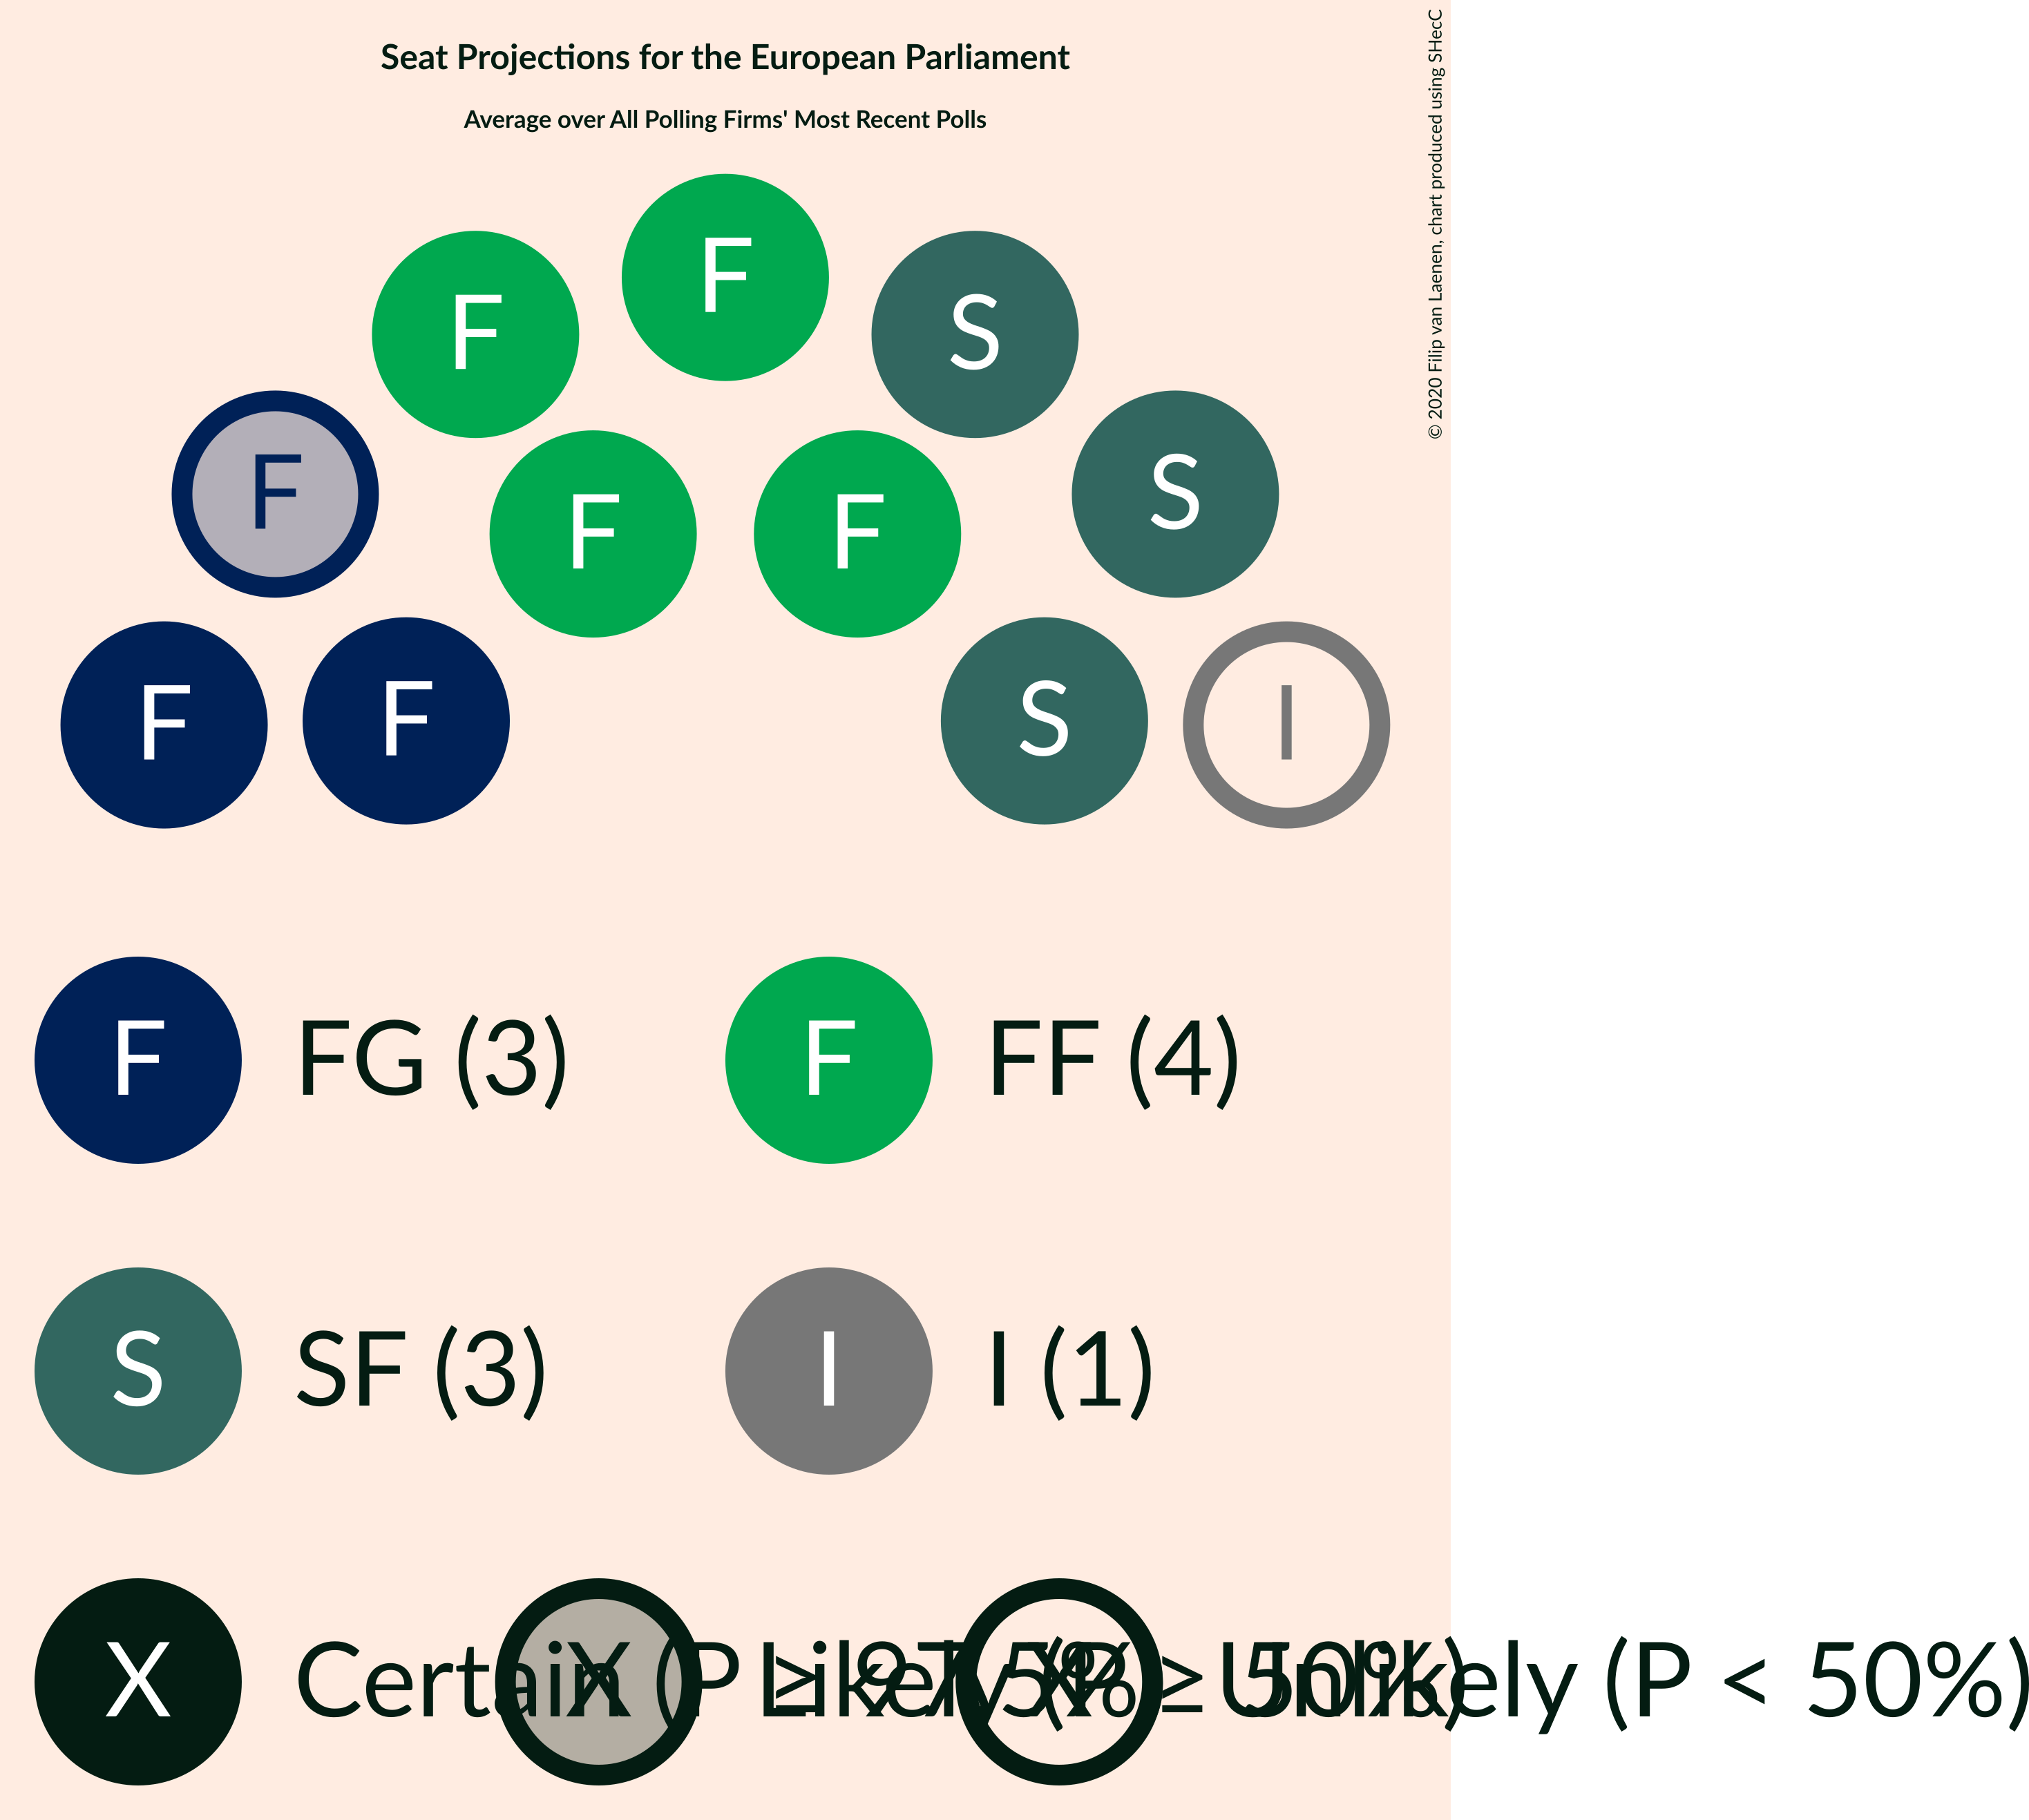 Seat Projections for the European Parliament
Average over All Polling Firms' Most Recent Polls
© 2020 Filip van Laenen, chart produced using SHecC
F
F
S
F
S
F
F
F
F
S
I
F FG (3)
F FF (4)
S SF (3)
I I (1)
X Certain (P ≥ 97.5%)
X Likely (P ≥ 50%)
X Unlikely (P < 50%)